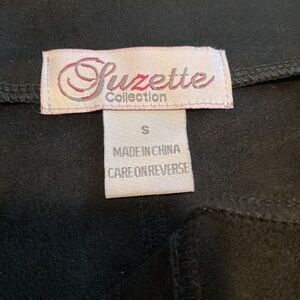 Suzette
Collection
S
MADE IN CHINA
CARE ON REVERSE